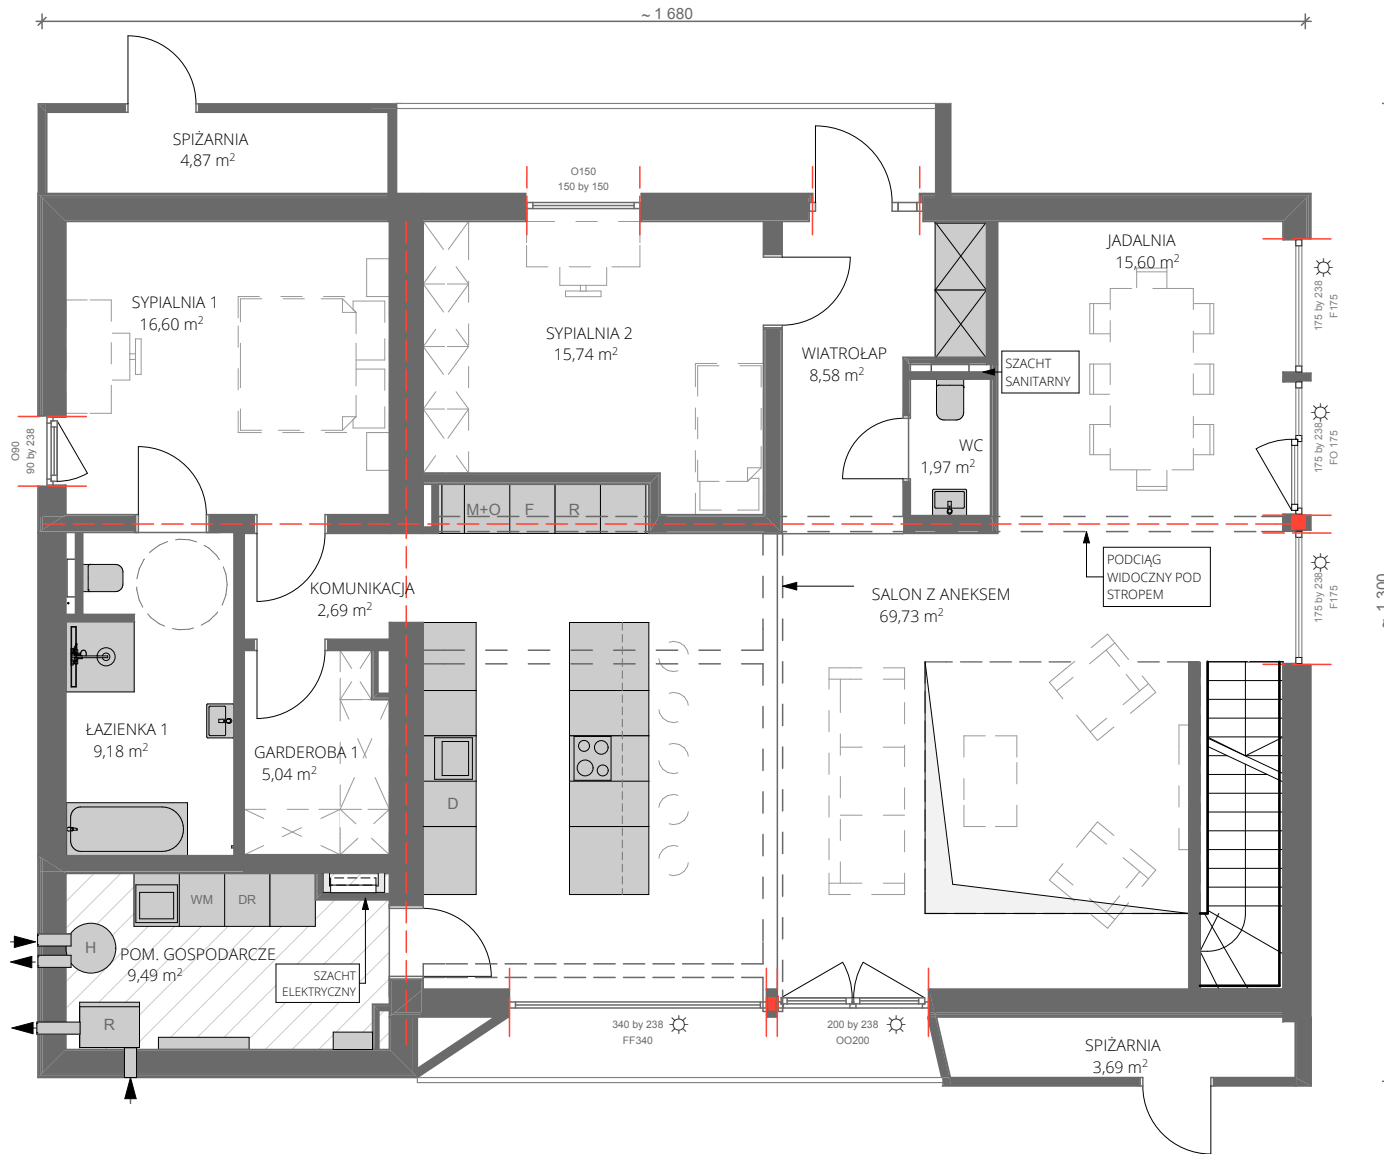 ~ 1 680
SPIŻARNIA
4,87 m²
O150
150 by 150
JADALNIA
15,60 m²
175 by 238
F175
SYPIALNIA 1
16,60 m²
SYPIALNIA 2
15,74 m²
WIATROŁAP
8,58 m²
SZACHT
SANITARNY
O90
90 by 238
WC
1,97 m²
175 by 238
FO 175
M+O
F
R
PODCIĄG
WIDOCZNY POD
STROPEM
175 by 238
F175
~ 1 300
KOMUNIKACJA
2,69 m²
SALON Z ANEKSEM
69,73 m²
ŁAZIENKA 1
9,18 m²
GARDEROBA 1
5,04 m²
D
WM
DR
H
POM. GOSPODARCZE
9,49 m²
SZACHT
ELEKTRYCZNY
R
340 by 238
FF340
200 by 238
OO200
SPIŻARNIA
3,69 m²